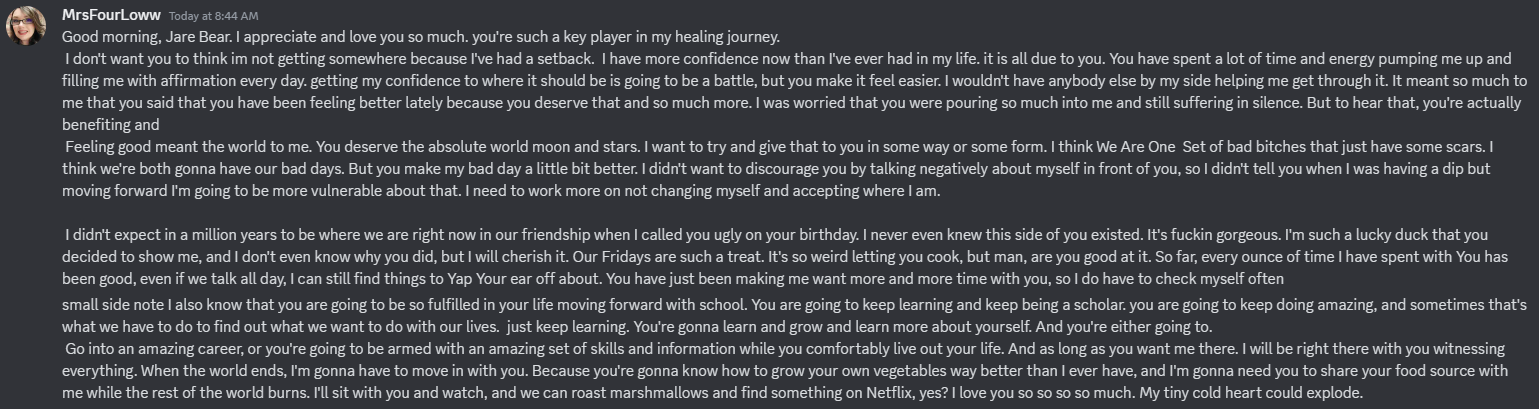 MrsFourLoww Today at 8:44 AM
Good morning, Jare Bear. I appreciate and love you so much. you're such a key player in my healing journey.
I don't want you to think im not getting somewhere because I've had a setback.  I have more confidence now than I've ever had in my life. it is all due to you. You have spent a lot of time and energy pumping me up and
filling me with affirmation every day. getting my confidence to where it should be is going to be a battle, but you make it feel easier. I wouldn't have anybody else by my side helping me get through it. It meant so much to
me that you said that you have been feeling better lately because you deserve that and so much more. I was worried that you were pouring so much into me and still suffering in silence. But to hear that, you're actually
benefiting and
Feeling good meant the world to me. You deserve the absolute world moon and stars. I want to try and give that to you in some way or some form. I think We Are One  Set of bad bitches that just have some scars. I
think we're both gonna have our bad days. But you make my bad day a little bit better. I didn't want to discourage you by talking negatively about myself in front of you, so I didn't tell you when I was having a dip but
moving forward I'm going to be more vulnerable about that. I need to work more on not changing myself and accepting where I am.
I didn't expect in a million years to be where we are right now in our friendship when I called you ugly on your birthday. I never even knew this side of you existed. It's fuckin gorgeous. I'm such a lucky duck that you
decided to show me, and I don't even know why you did, but I will cherish it. Our Fridays are such a treat. It's so weird letting you cook, but man, are you good at it. So far, every ounce of time I have spent with You has
been good, even if we talk all day, I can still find things to Yap Your ear off about. You have just been making me want more and more time with you, so I do have to check myself often
small side note I also know that you are going to be so fulfilled in your life moving forward with school. You are going to keep learning and keep being a scholar. you are going to keep doing amazing, and sometimes that's
what we have to do to find out what we want to do with our lives.  just keep learning. You're gonna learn and grow and learn more about yourself. And you're either going to.
Go into an amazing career, or you're going to be armed with an amazing set of skills and information while you comfortably live out your life. And as long as you want me there. I will be right there with you witnessing
everything. When the world ends, I'm gonna have to move in with you. Because you're gonna know how to grow your own vegetables way better than I ever have, and I'm gonna need you to share your food source with
me while the rest of the world burns. I'll sit with you and watch, and we can roast marshmallows and find something on Netflix, yes? I love you so so so so much. My tiny cold heart could explode.